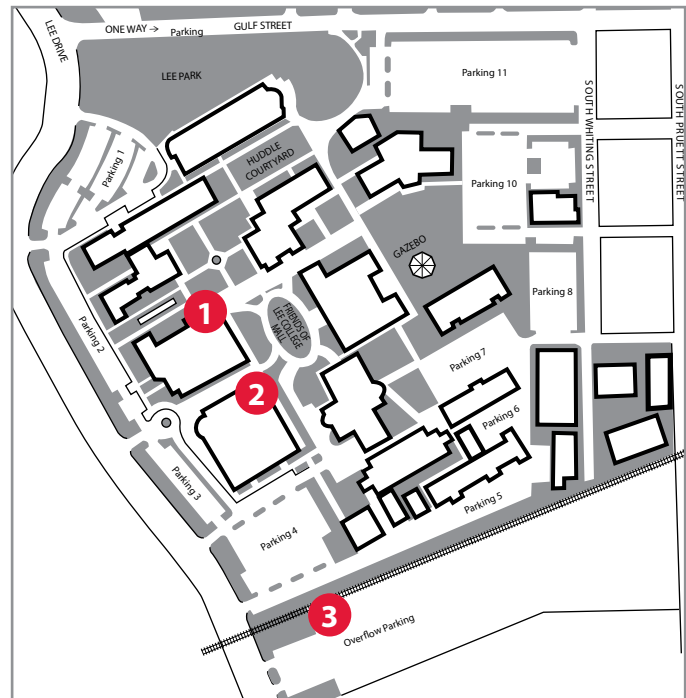 LEE DRIVE
ONE WAY →
Parking
GULF STREET
LEE PARK
Parking 11
SOUTH WHITING STREET
SOUTH PRUETT STREET
Parking 1
HUDDLE
COURTYARD
Parking 10
GAZEBO
Parking 8
Parking 2
1
FRIENDS OF
LEE COLLEGE
MALL
Parking 7
2
Parking 6
Parking 3
Parking 5
Parking 4
3
Overflow Parking